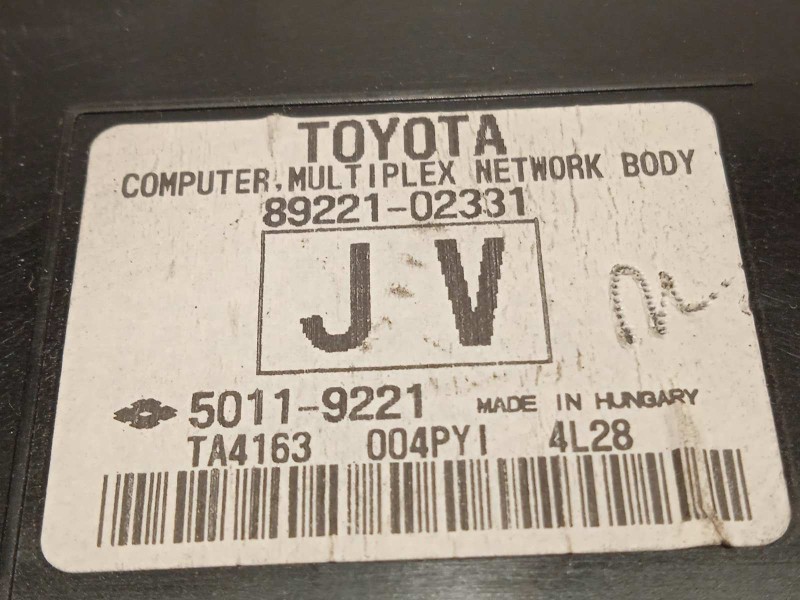 TOYOTA
COMPUTER, MULTIPLEX NETWORK BODY
89221-02331
J V
5011-9221 MADE IN HUNGARY
TA4163 004PYI 4L28